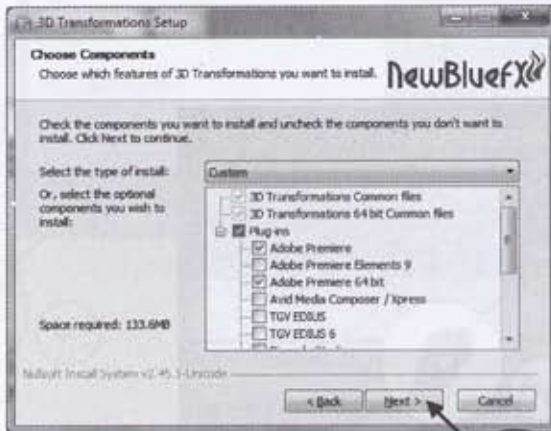 3D Transformations Setup
Choose Components
Choose which features of 3D Transformations you want to install.
NewBlueFX
Check the components you want to install and uncheck the components you don't want to
install. Click Next to continue.
Select the type of install:
Custom
Or, select the optional
components you wish to
install:
3D Transformations Common files
3D Transformations 64 bit Common files
Plug-ins
Adobe Premiere
Adobe Premiere Elements 9
Adobe Premiere 64 bit
Avid Media Composer / Xpress
TGV EDIUS
TGV EDIUS 6
Space required: 133.6MB
Nullsoft Install System v2.45.1-Unicode
< Back
Next >
Cancel